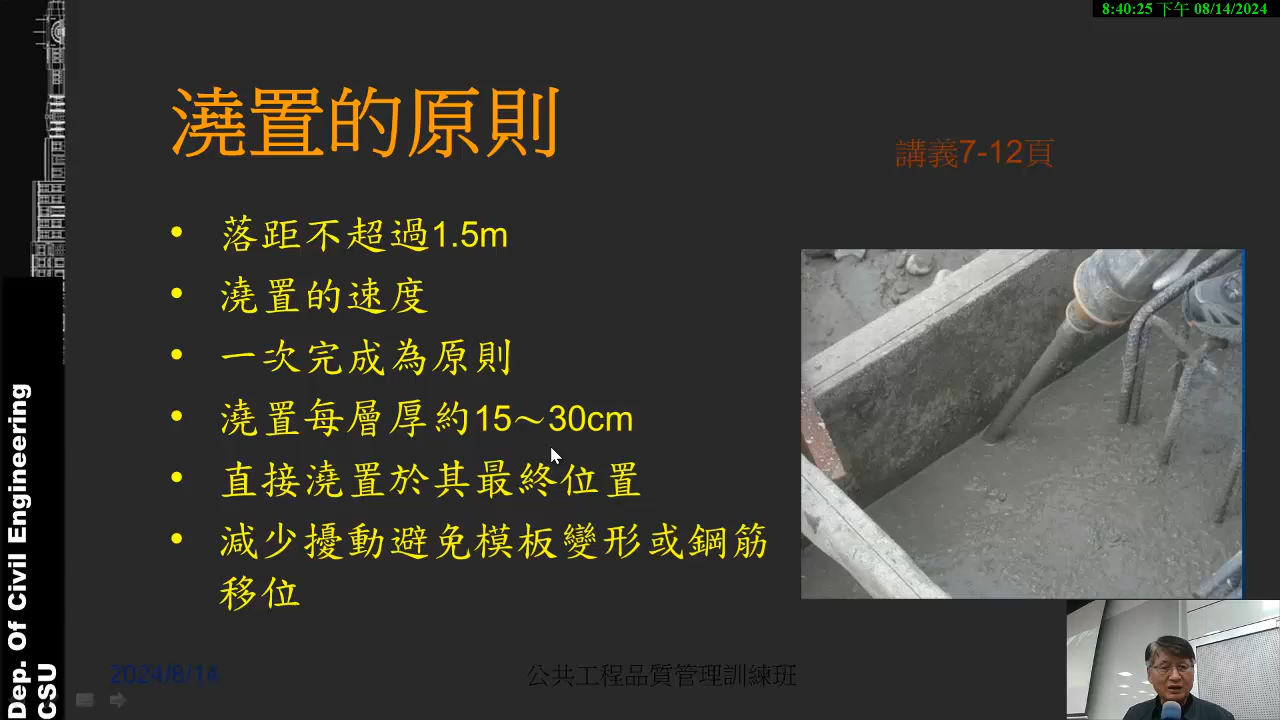 8:40:25 下午 08/14/2024
澆置的原則
講義7-12頁
• 落距不超過1.5m
• 澆置的速度
• 一次完成為原則
• 澆置每層厚約15～30cm
• 直接澆置於其最終位置
• 減少擾動避免模板變形或鋼筋
移位
Dep. Of Civil Engineering
CSU
2024/8/14
公共工程品質管理訓練班